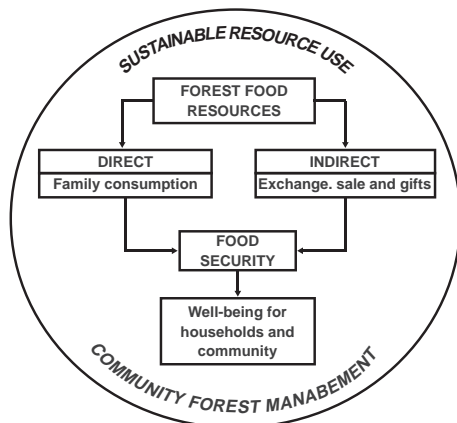 SUSTAINABLE RESOURCE USE
FOREST FOOD
RESOURCES
DIRECT
Family consumption
INDIRECT
Exchange. sale and gifts
FOOD
SECURITY
Well-being for
households and
community
COMMUNITY FOREST MANABEMENT